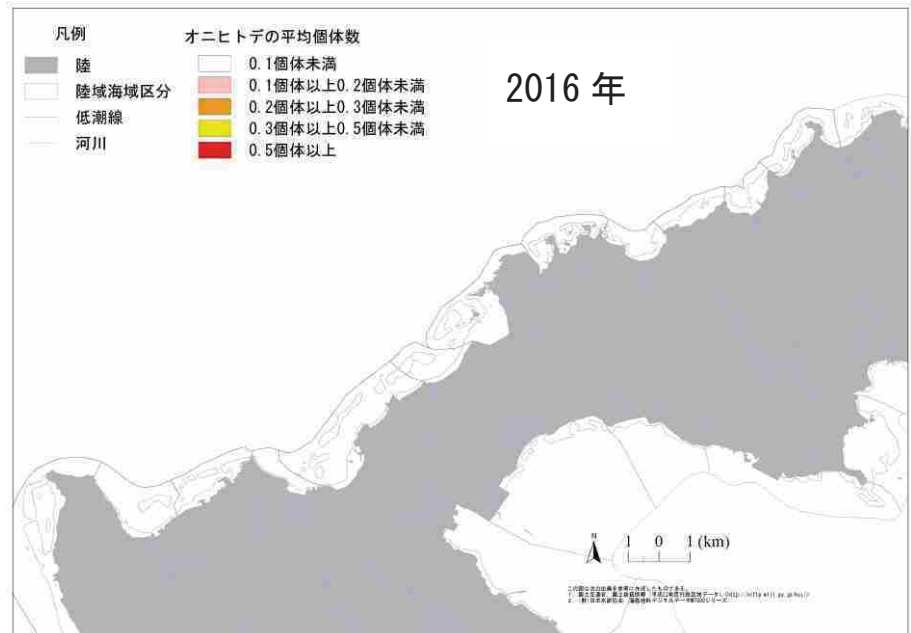 凡例
陸
陸域海域区分
低潮線
河川
オニヒトデの平均個体数
0.1個体未満
0.1個体以上0.2個体未満
0.2個体以上0.3個体未満
0.3個体以上0.5個体未満
0.5個体以上
2016 年
N
1 0 1 (km)